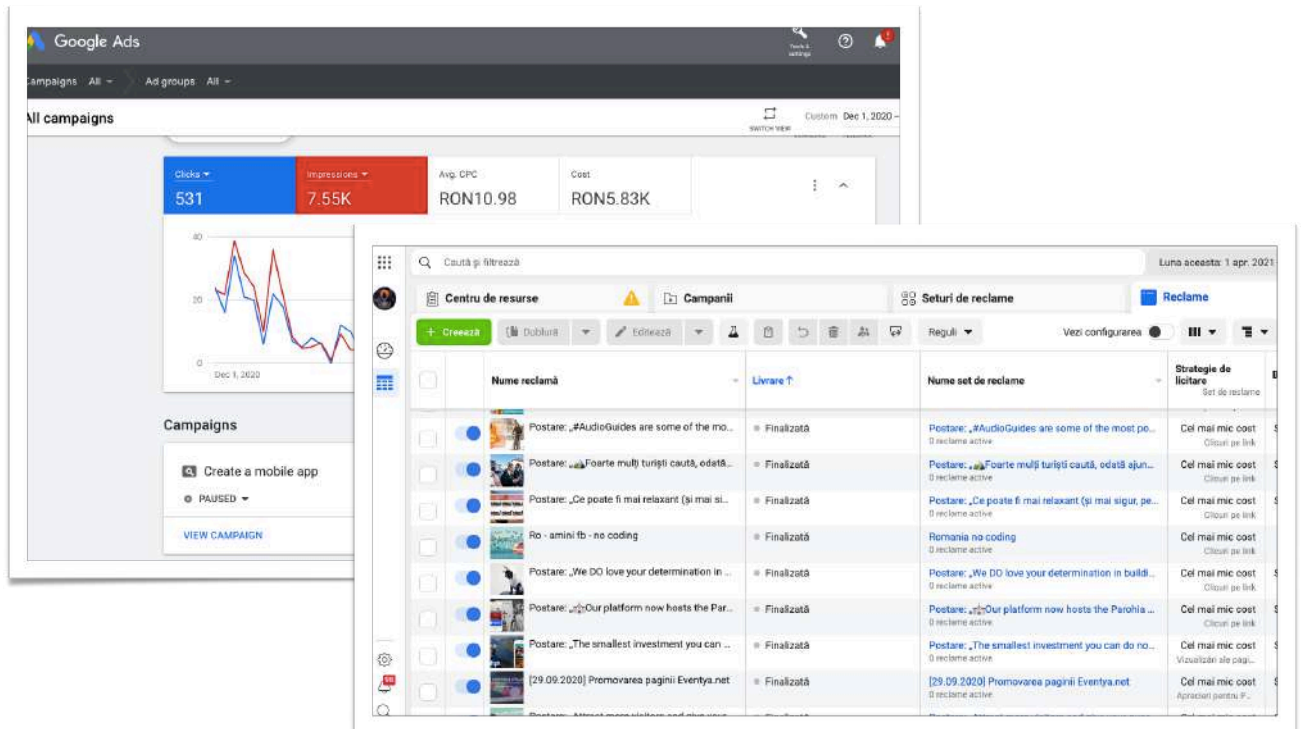 Google Ads
Tools & settings
Campaigns All
Ad groups All
All campaigns
SWITCH VIEW
Custom Dec 1, 2020 –
Clicks
531
Impressions
7.55K
Avg. CPC
RON10.98
Cost
RON5.83K
40
20
0
Dec 1, 2020
Campaigns
Create a mobile app
PAUSED
VIEW CAMPAIGN
Caută și filtrează
Luna aceasta: 1 apr. 2021
Centru de resurse
Campanii
Seturi de reclame
Reclame
+ Creează
Dublură
Editează
Reguli
Vezi configurarea
Nume reclamă
Livrare ↑
Nume set de reclame
Strategie de licitare
Set de reclame
Postare: „#AudioGuides are some of the mo...
Finalizată
Postare: „#AudioGuides are some of the most po...
0 reclame active
Cel mai mic cost
Clicuri pe link
Postare: „Foarte mulți turiști caută, odată...
Finalizată
Postare: „Foarte mulți turiști caută, odată ajun...
0 reclame active
Cel mai mic cost
Clicuri pe link
Postare: „Ce poate fi mai relaxant (și mai si...
Finalizată
Postare: „Ce poate fi mai relaxant (și mai sigur, pe...
0 reclame active
Cel mai mic cost
Clicuri pe link
Ro - amini fb - no coding
Finalizată
Romania no coding
0 reclame active
Cel mai mic cost
Clicuri pe link
Postare: „We DO love your determination in ...
Finalizată
Postare: „We DO love your determination in buildi...
0 reclame active
Cel mai mic cost
Clicuri pe link
Postare: „Our platform now hosts the Par...
Finalizată
Postare: „Our platform now hosts the Parohia ...
0 reclame active
Cel mai mic cost
Clicuri pe link
Postare: „The smallest investment you can ...
Finalizată
Postare: „The smallest investment you can do no...
0 reclame active
Cel mai mic cost
Vizualizări ale pagi...
[29.09.2020] Promovarea paginii Eventya.net
Finalizată
[29.09.2020] Promovarea paginii Eventya.net
0 reclame active
Cel mai mic cost
Aprecieri pentru P...